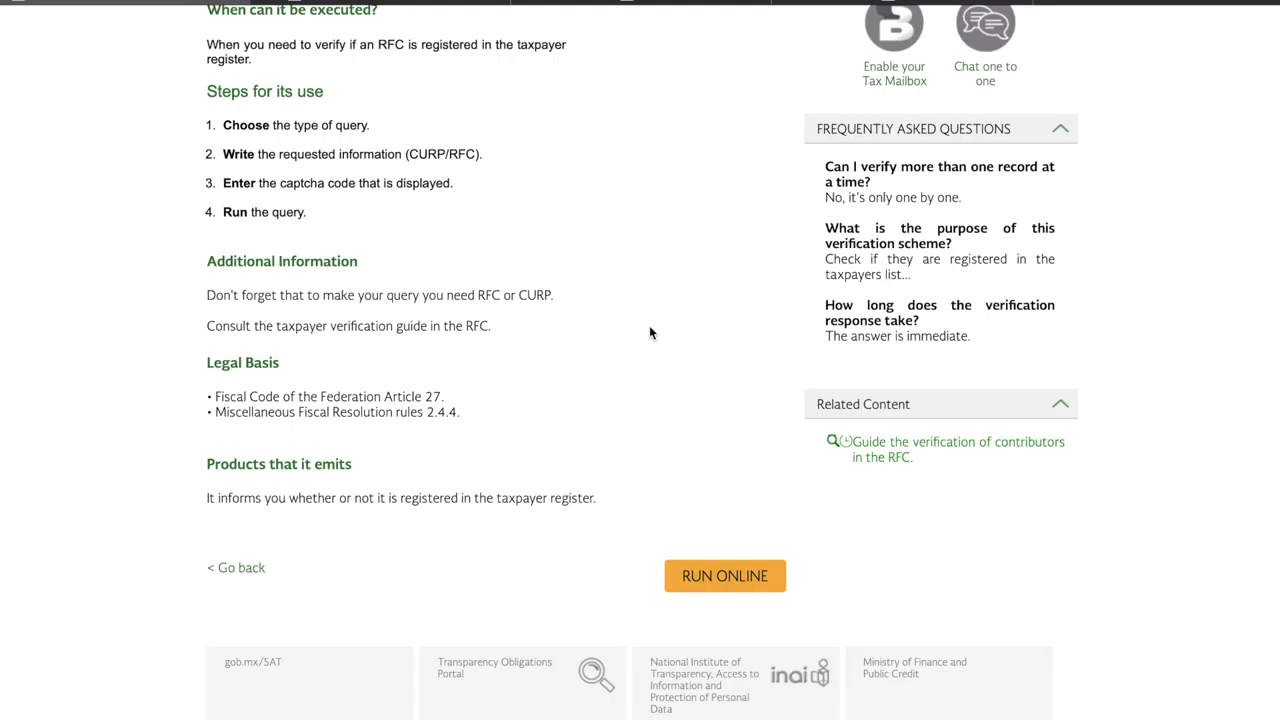 When can it be executed?
When you need to verify if an RFC is registered in the taxpayer
register.
Steps for its use
1. Choose the type of query.
2. Write the requested information (CURP/RFC).
3. Enter the captcha code that is displayed.
4. Run the query.
Additional Information
Don't forget that to make your query you need RFC or CURP.
Consult the taxpayer verification guide in the RFC.
Legal Basis
• Fiscal Code of the Federation Article 27.
• Miscellaneous Fiscal Resolution rules 2.4.4.
Products that it emits
It informs you whether or not it is registered in the taxpayer register.
< Go back
RUN ONLINE
Enable your
Tax Mailbox
Chat one to
one
FREQUENTLY ASKED QUESTIONS
Can I verify more than one record at
a time?
No, it's only one by one.
What is the purpose of this
verification scheme?
Check if they are registered in the
taxpayers list...
How long does the verification
response take?
The answer is immediate.
Related Content
Guide the verification of contributors
in the RFC.
gob.mx/SAT
Transparency Obligations
Portal
National Institute of
Transparency, Access to
Information and
Protection of Personal
Data
inai
Ministry of Finance and
Public Credit